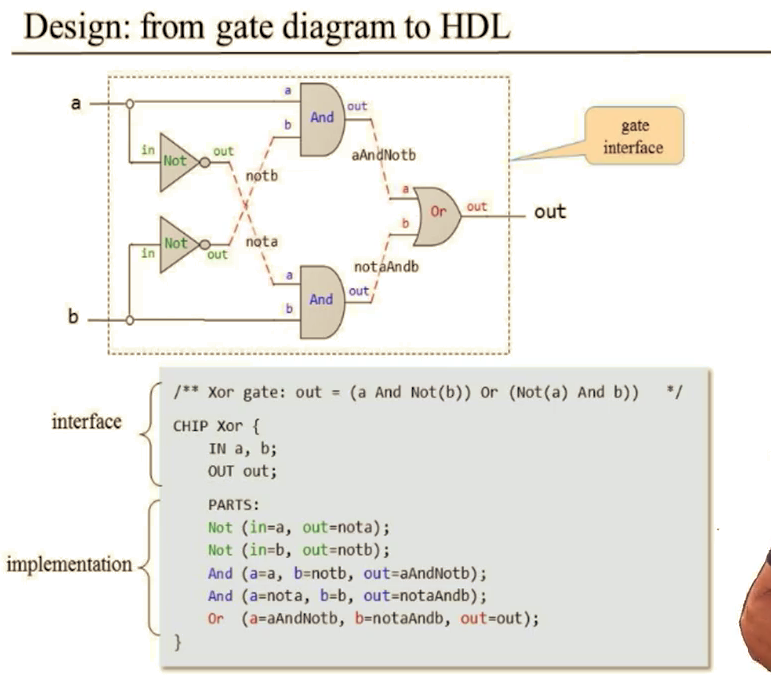 Design: from gate diagram to HDL
a
a
And
out
b
gate
interface
in
Not
out
aAndNotb
notb
a
Or
out
out
b
Not
in
out
nota
notaAndb
a
And
out
b
b
/** Xor gate: out = (a And Not(b)) Or (Not(a) And b))   */
interface
CHIP Xor {
IN a, b;
OUT out;
PARTS:
Not (in=a, out=nota);
Not (in=b, out=notb);
implementation
And (a=a, b=notb, out=aAndNotb);
And (a=nota, b=b, out=notaAndb);
Or  (a=aAndNotb, b=notaAndb, out=out);
}